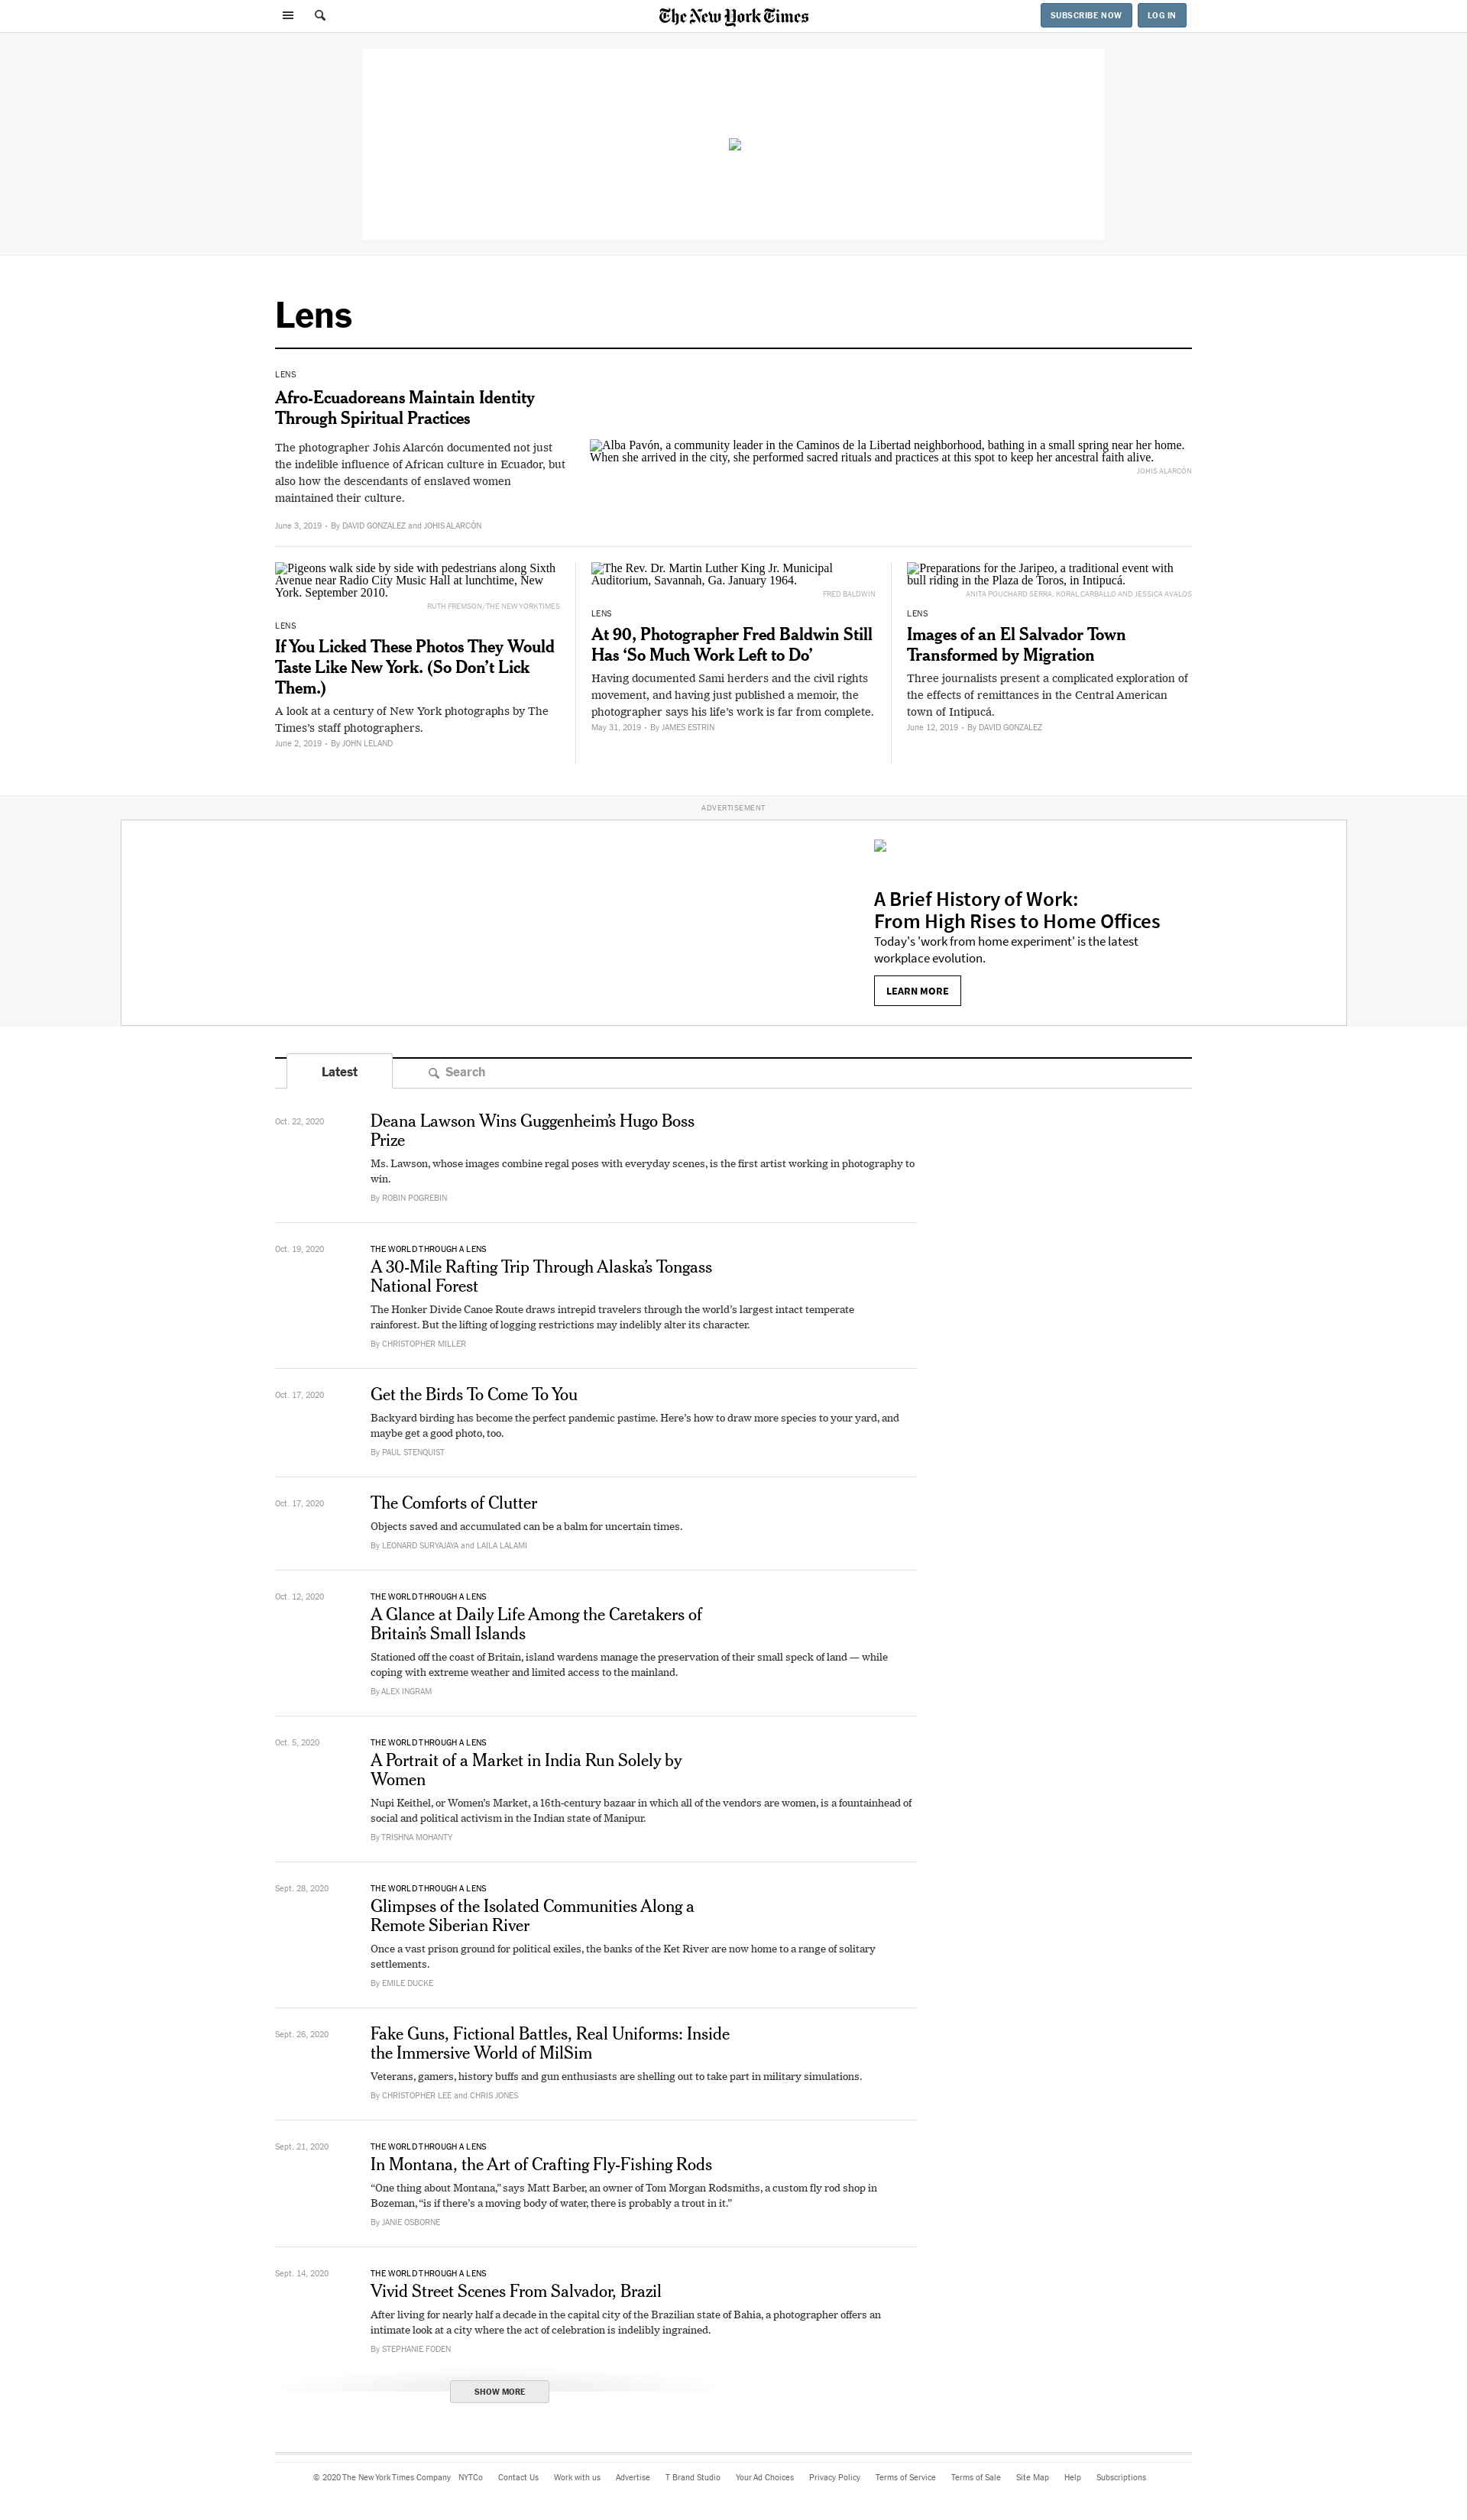 The New York Times
SUBSCRIBE NOW
LOG IN
Lens
LENS
Afro-Ecuadoreans Maintain Identity
Through Spiritual Practices
The photographer Johis Alarcón documented not just
the indelible influence of African culture in Ecuador, but
also how the descendants of enslaved women
maintained their culture.
June 3, 2019 • By DAVID GONZALEZ and JOHIS ALARCÓN
Alba Pavón, a community leader in the Caminos de la Libertad neighborhood, bathing in a small spring near her home.
When she arrived in the city, she performed sacred rituals and practices at this spot to keep her ancestral faith alive.
JOHIS ALARCÓN
Pigeons walk side by side with pedestrians along Sixth
Avenue near Radio City Music Hall at lunchtime, New
York. September 2010.
RUTH FREMSON/THE NEW YORK TIMES
LENS
If You Licked These Photos They Would
Taste Like New York. (So Don’t Lick
Them.)
A look at a century of New York photographs by The
Times’s staff photographers.
June 2, 2019 • By JOHN LELAND
The Rev. Dr. Martin Luther King Jr. Municipal
Auditorium, Savannah, Ga. January 1964.
FRED BALDWIN
LENS
At 90, Photographer Fred Baldwin Still
Has ‘So Much Work Left to Do’
Having documented Sami herders and the civil rights
movement, and having just published a memoir, the
photographer says his life’s work is far from complete.
May 31, 2019 • By JAMES ESTRIN
Preparations for the Jaripeo, a traditional event with
bull riding in the Plaza de Toros, in Intipucá.
ANITA POUCHARD SERRA, KORAL CARBALLO AND JESSICA AVALOS
LENS
Images of an El Salvador Town
Transformed by Migration
Three journalists present a complicated exploration of
the effects of remittances in the Central American
town of Intipucá.
June 12, 2019 • By DAVID GONZALEZ
ADVERTISEMENT
A Brief History of Work:
From High Rises to Home Offices
Today's 'work from home experiment' is the latest
workplace evolution.
LEARN MORE
Latest
Search
Oct. 22, 2020
Deana Lawson Wins Guggenheim’s Hugo Boss
Prize
Ms. Lawson, whose images combine regal poses with everyday scenes, is the first artist working in photography to
win.
By ROBIN POGREBIN
Oct. 19, 2020
THE WORLD THROUGH A LENS
A 30-Mile Rafting Trip Through Alaska’s Tongass
National Forest
The Honker Divide Canoe Route draws intrepid travelers through the world’s largest intact temperate
rainforest. But the lifting of logging restrictions may indelibly alter its character.
By CHRISTOPHER MILLER
Oct. 17, 2020
Get the Birds To Come To You
Backyard birding has become the perfect pandemic pastime. Here’s how to draw more species to your yard, and
maybe get a good photo, too.
By PAUL STENQUIST
Oct. 17, 2020
The Comforts of Clutter
Objects saved and accumulated can be a balm for uncertain times.
By LEONARD SURYAJAYA and LAILA LALAMI
Oct. 12, 2020
THE WORLD THROUGH A LENS
A Glance at Daily Life Among the Caretakers of
Britain’s Small Islands
Stationed off the coast of Britain, island wardens manage the preservation of their small speck of land — while
coping with extreme weather and limited access to the mainland.
By ALEX INGRAM
Oct. 5, 2020
THE WORLD THROUGH A LENS
A Portrait of a Market in India Run Solely by
Women
Nupi Keithel, or Women’s Market, a 16th-century bazaar in which all of the vendors are women, is a fountainhead of
social and political activism in the Indian state of Manipur.
By TRISHNA MOHANTY
Sept. 28, 2020
THE WORLD THROUGH A LENS
Glimpses of the Isolated Communities Along a
Remote Siberian River
Once a vast prison ground for political exiles, the banks of the Ket River are now home to a range of solitary
settlements.
By EMILE DUCKE
Sept. 26, 2020
Fake Guns, Fictional Battles, Real Uniforms: Inside
the Immersive World of MilSim
Veterans, gamers, history buffs and gun enthusiasts are shelling out to take part in military simulations.
By CHRISTOPHER LEE and CHRIS JONES
Sept. 21, 2020
THE WORLD THROUGH A LENS
In Montana, the Art of Crafting Fly-Fishing Rods
“One thing about Montana,” says Matt Barber, an owner of Tom Morgan Rodsmiths, a custom fly rod shop in
Bozeman, “is if there’s a moving body of water, there is probably a trout in it.”
By JANIE OSBORNE
Sept. 14, 2020
THE WORLD THROUGH A LENS
Vivid Street Scenes From Salvador, Brazil
After living for nearly half a decade in the capital city of the Brazilian state of Bahia, a photographer offers an
intimate look at a city where the act of celebration is indelibly ingrained.
By STEPHANIE FODEN
SHOW MORE
© 2020 The New York Times Company NYTCo Contact Us Work with us Advertise T Brand Studio Your Ad Choices Privacy Policy Terms of Service Terms of Sale Site Map Help Subscriptions